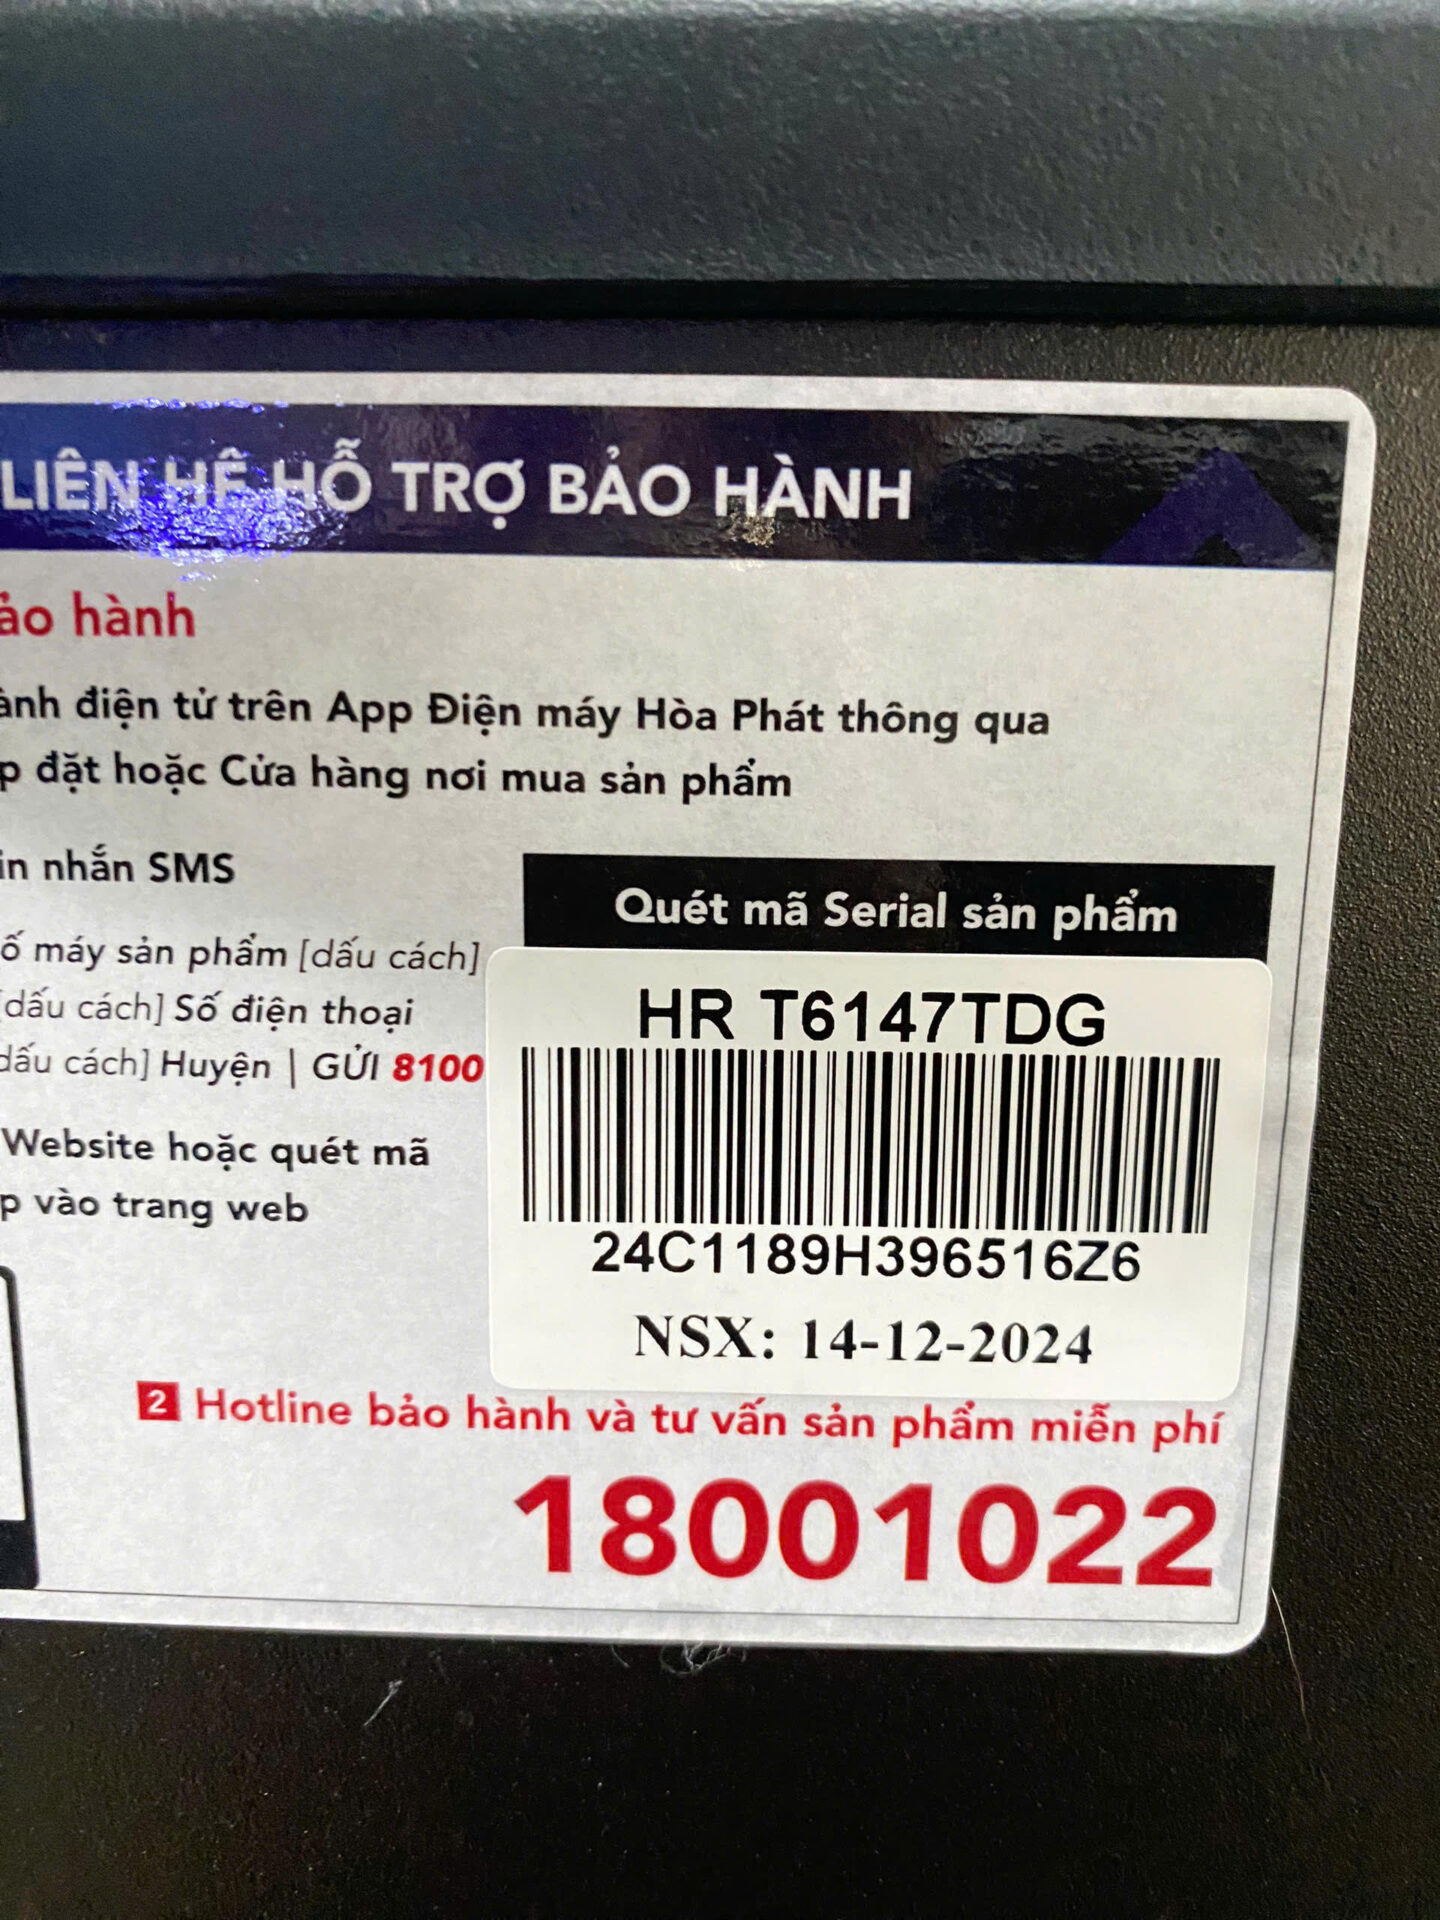 LIÊN HỆ HỖ TRỢ BẢO HÀNH
ảo hành
ành điện tử trên App Điện máy Hòa Phát thông qua
p đặt hoặc Cửa hàng nơi mua sản phẩm
in nhắn SMS
Quét mã Serial sản phẩm
ố máy sản phẩm [dấu cách]
[dấu cách] Số điện thoại
dấu cách] Huyện | GỬI 8100
HR T6147TDG
Website hoặc quét mã
p vào trang web
24C1189H396516Z6
NSX: 14-12-2024
2 Hotline bảo hành và tư vấn sản phẩm miễn phí
18001022